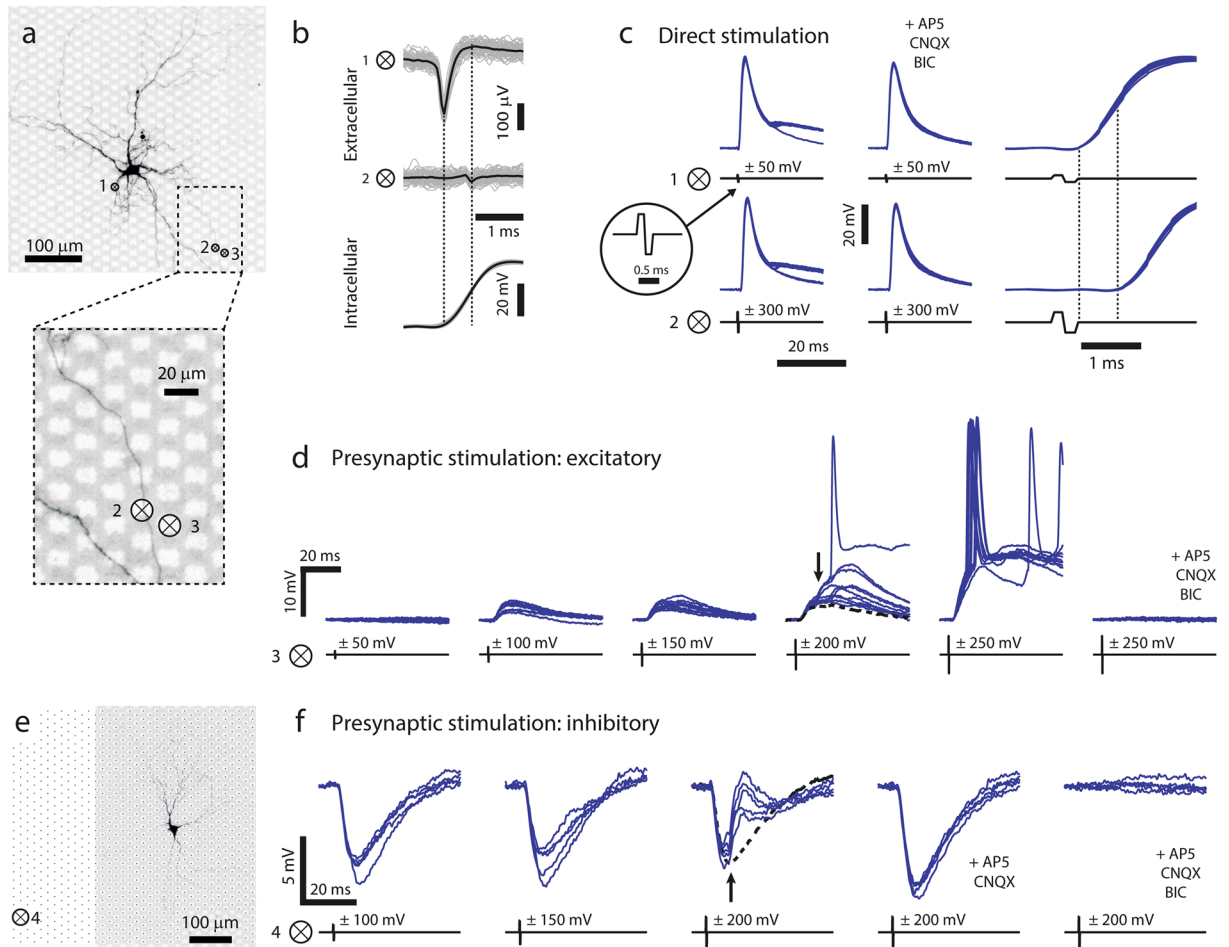 a
1
2
3
100 μm
20 μm
2
3
b
Extracellular
1
100 μV
2
1 ms
Intracellular
20 mV
c Direct stimulation
+ AP5
CNQX
BIC
1
± 50 mV
± 50 mV
0.5 ms
20 mV
2
± 300 mV
± 300 mV
20 ms
1 ms
d Presynaptic stimulation: excitatory
20 ms
10 mV
+ AP5
CNQX
BIC
3
± 50 mV
± 100 mV
± 150 mV
± 200 mV
± 250 mV
± 250 mV
e
4
100 μm
f Presynaptic stimulation: inhibitory
5 mV
20 ms
+ AP5
CNQX
+ AP5
CNQX
BIC
4
± 100 mV
± 150 mV
± 200 mV
± 200 mV
± 200 mV